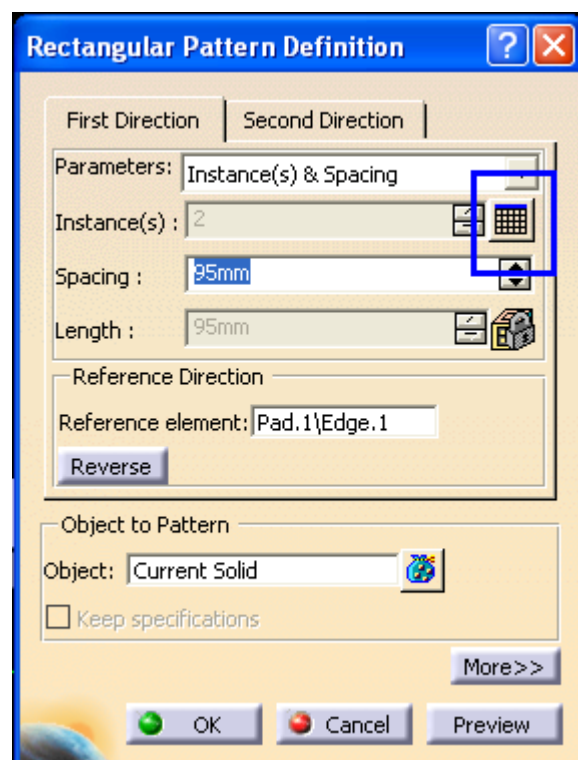 Rectangular Pattern Definition ?
First Direction Second Direction
Parameters: Instance(s) & Spacing
Instance(s) : 2
Spacing : 95mm
Length : 95mm
Reference Direction
Reference element: Pad.1\Edge.1
Reverse
Object to Pattern
Object: Current Solid
Keep specifications
More>>
OK Cancel Preview